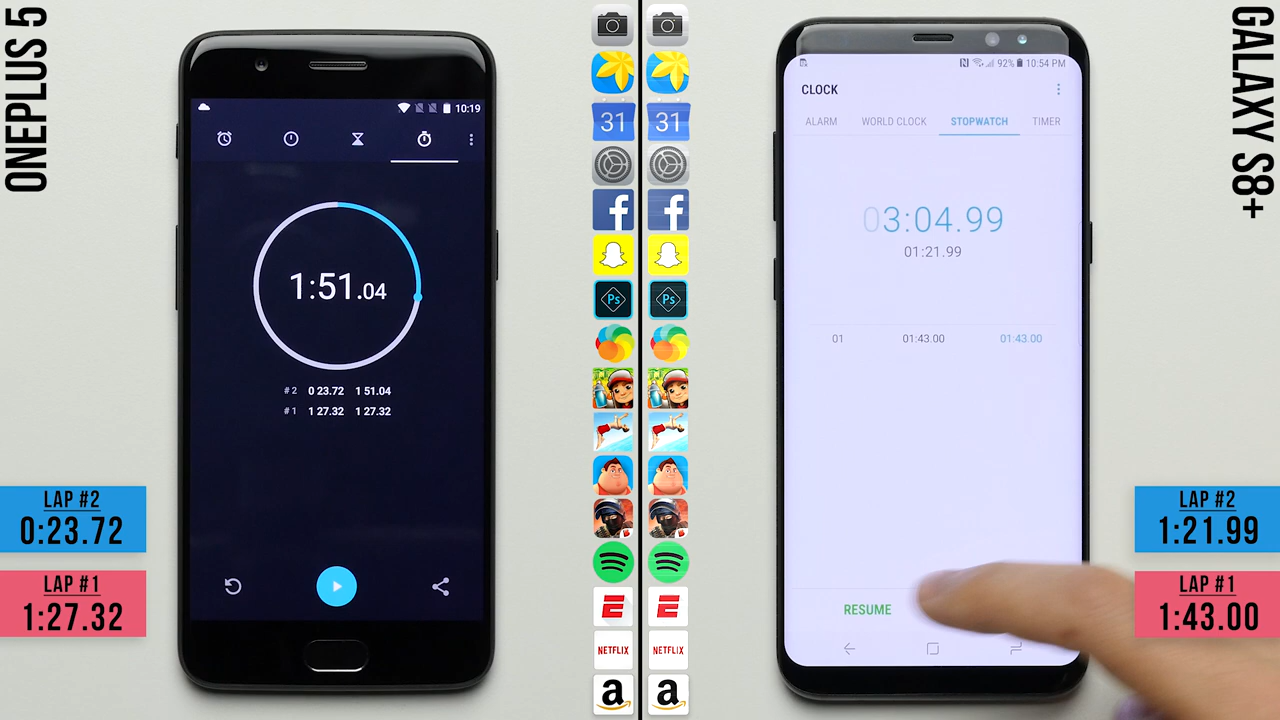 ONEPLUS 5
10:19
1:51.04
#2 0 23.72 1 51.04
#1 1 27.32 1 27.32
LAP #2
0:23.72
LAP #1
1:27.32
31
31
f
f
Ps
Ps
E
E
NETFLIX
NETFLIX
a
a
92% 10:54 PM
CLOCK
ALARM WORLD CLOCK STOPWATCH TIMER
03:04.99
01:21.99
01 01:43.00 01:43.00
RESUME
GALAXY S8+
LAP #2
1:21.99
LAP #1
1:43.00